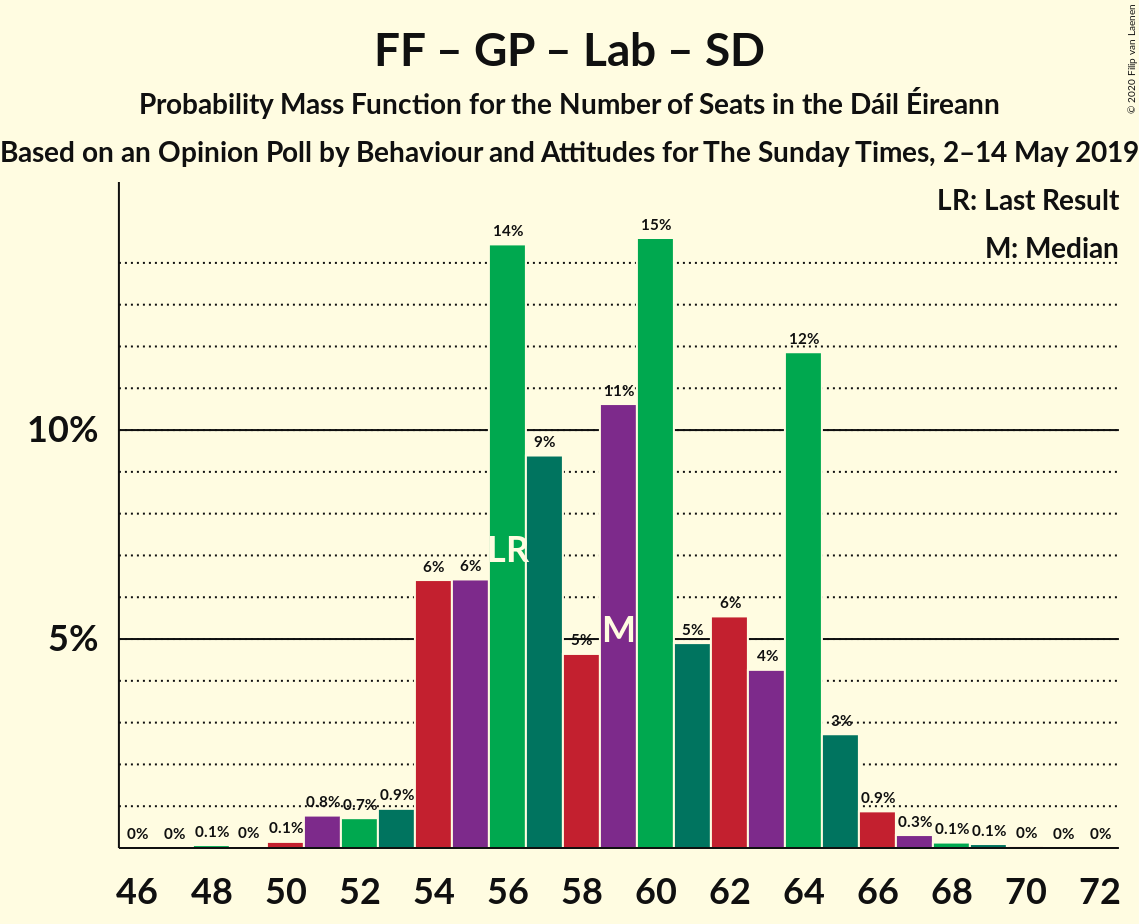 FF – GP – Lab – SD
Probability Mass Function for the Number of Seats in the Dáil Éireann
Based on an Opinion Poll by Behaviour and Attitudes for The Sunday Times, 2–14 May 2019
© 2020 Filip van Laenen
LR: Last Result
M: Median
10%
5%
0% 0% 0.1% 0% 0.1% 0.8% 0.7% 0.9% 6% 6% 14% 9% 5% 11% 15% 5% 6% 4% 12% 3% 0.9% 0.3% 0.1% 0.1% 0% 0% 0%
LR
M
46 48 50 52 54 56 58 60 62 64 66 68 70 72